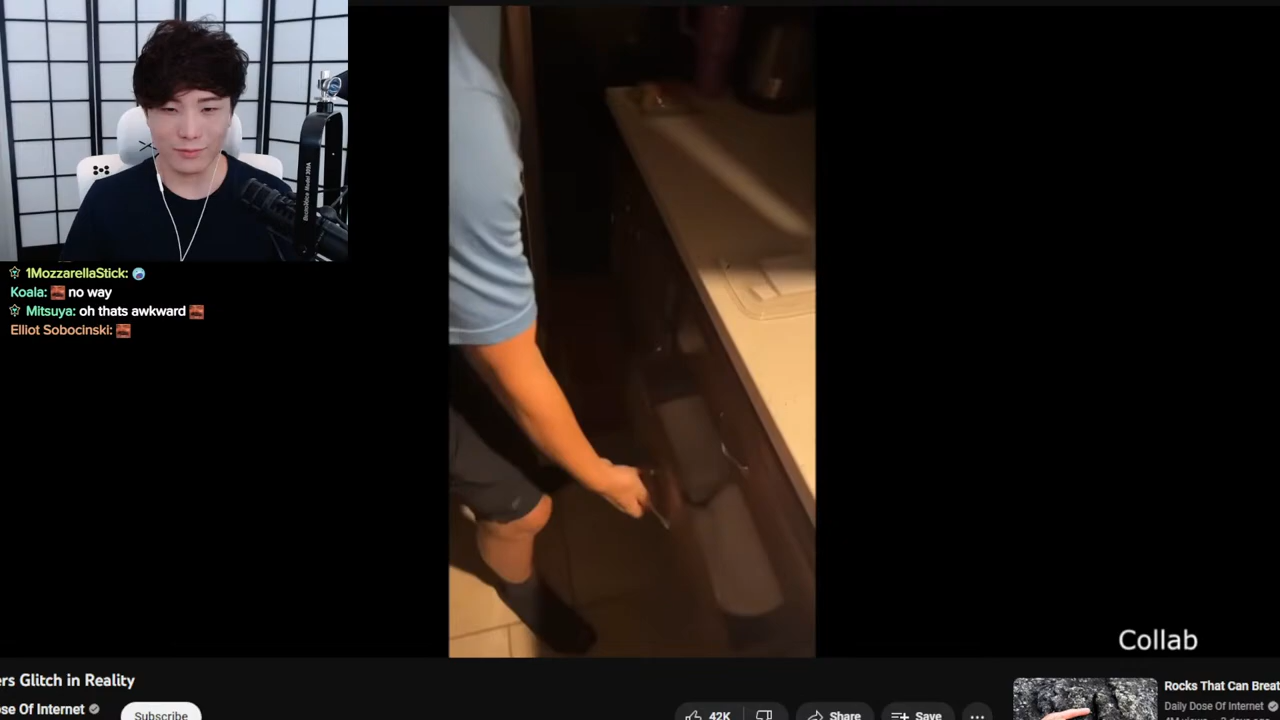 1MozzarellaStick:
Koala: no way
Mitsuya: oh thats awkward
Elliot Sobocinski:
Collab
rs Glitch in Reality
ose Of Internet
Subscribe
42K
Share
Save
Rocks That Can Breat
Daily Dose Of Internet